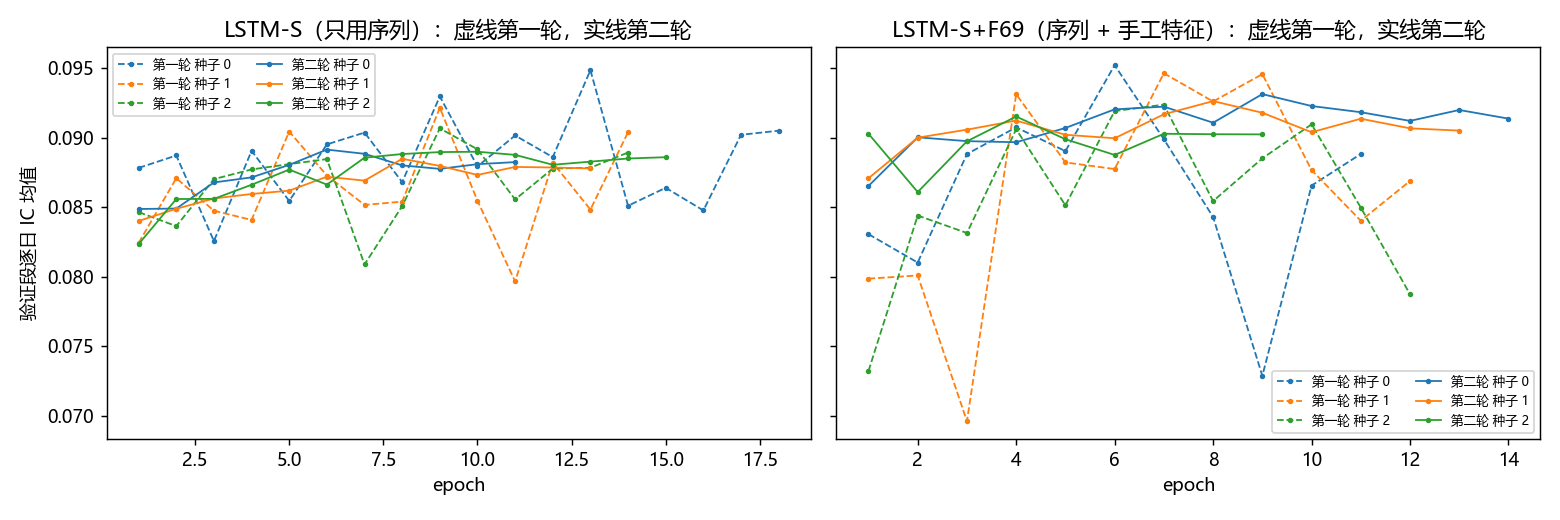 LSTM-S（只用序列）：虚线第一轮，实线第二轮
第一轮 种子 0
第一轮 种子 1
第一轮 种子 2
第二轮 种子 0
第二轮 种子 1
第二轮 种子 2
验证段逐日 IC 均值
0.095
0.090
0.085
0.080
0.075
0.070
2.5 5.0 7.5 10.0 12.5 15.0 17.5
epoch
LSTM-S+F69（序列 + 手工特征）：虚线第一轮，实线第二轮
第一轮 种子 0
第一轮 种子 1
第一轮 种子 2
第二轮 种子 0
第二轮 种子 1
第二轮 种子 2
2 4 6 8 10 12 14
epoch